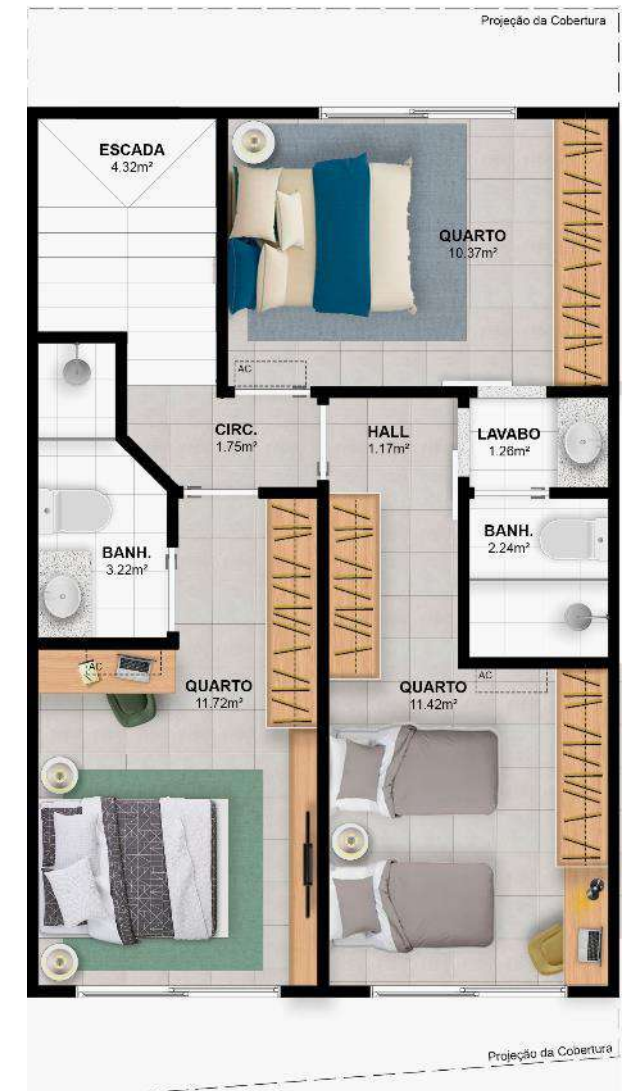 Projeção da Cobertura
ESCADA
4.32m²
QUARTO
10.37m²
AC
CIRC.
1.75m²
HALL
1.17m²
LAVABO
1.26m²
BANH.
2.24m²
BANH.
3.22m²
AC
AC
QUARTO
11.72m²
QUARTO
11.42m²
Projeção da Cobertura